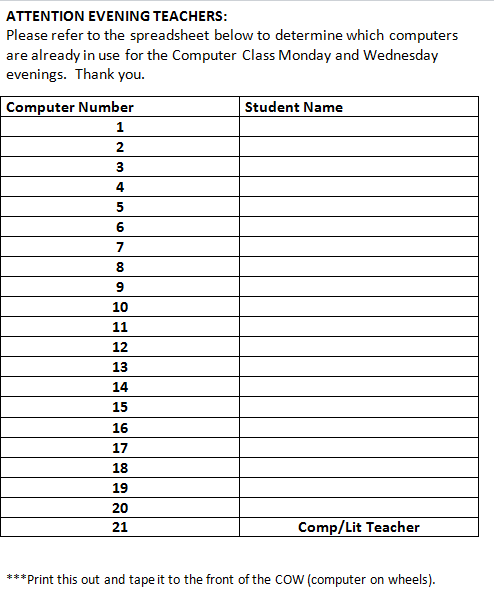 ATTENTION EVENING TEACHERS:
Please refer to the spreadsheet below to determine which computers
are already in use for the Computer Class Monday and Wednesday
evenings. Thank you.
Computer Number Student Name
1
2
3
4
5
6
7
8
9
10
11
12
13
14
15
16
17
18
19
20
21 Comp/Lit Teacher
***Print this out and tape it to the front of the COW (computer on wheels).